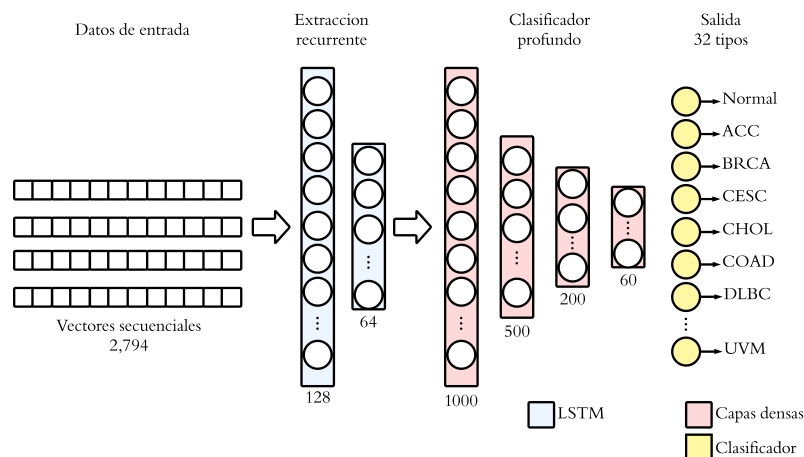 Datos de entrada
Extraccion
recurrente
Clasificador
profundo
Salida
32 tipos
Normal
ACC
BRCA
CESC
CHOL
COAD
DLBC
UVM
Vectores secuenciales
2,794
128
64
1000
500
200
60
LSTM
Capas densas
Clasificador